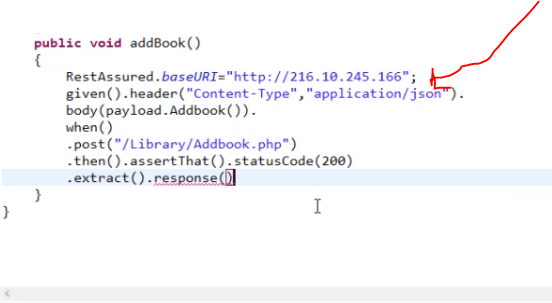 public void addBook()
{
RestAssured.baseURI="http://216.10.245.166";
given().header("Content-Type","application/json").
body(payload.Addbook()).
when()
.post("/Library/Addbook.php")
.then().assertThat().statusCode(200)
.extract().response()
}
}